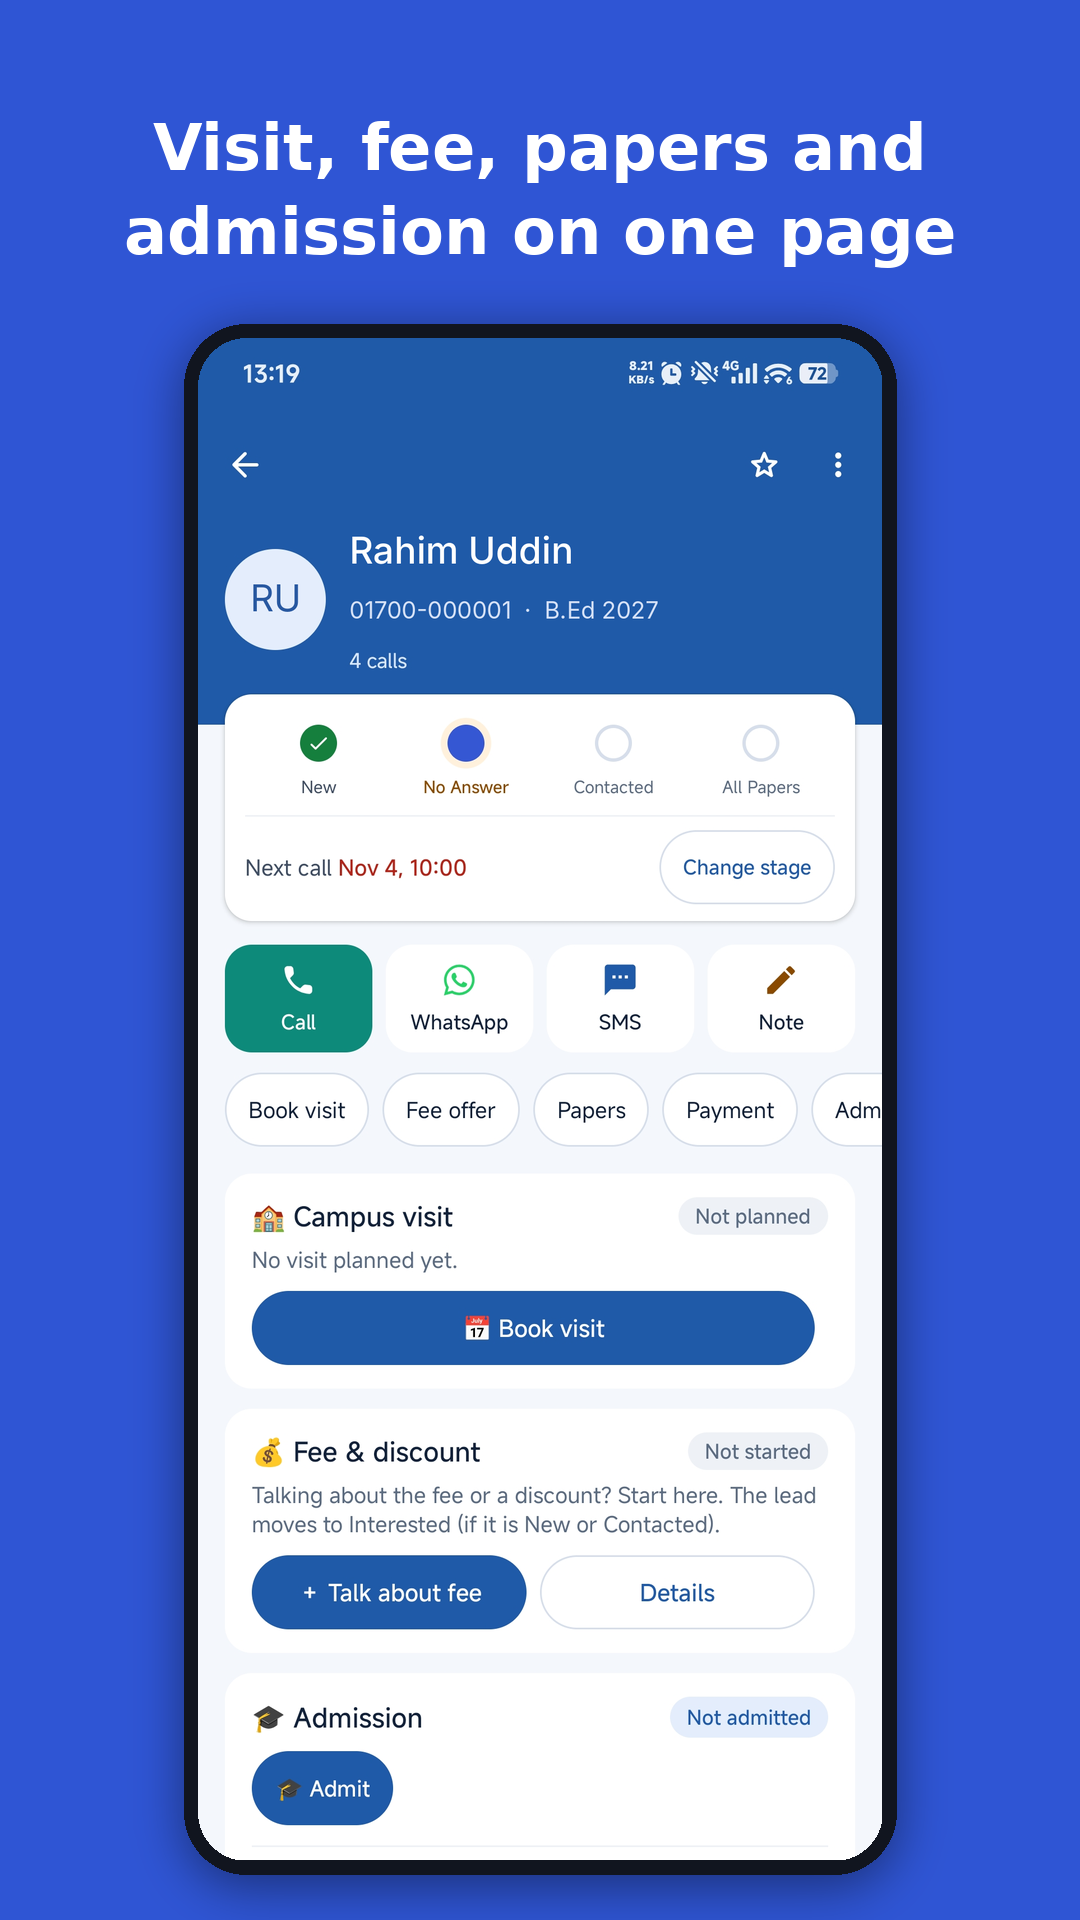 Visit, fee, papers and
admission on one page
13:19
8.21
KB/s
4G
6
72
Rahim Uddin
RU
01700-000001 · B.Ed 2027
4 calls
New
No Answer
Contacted
All Papers
Next call Nov 4, 10:00
Change stage
Call
WhatsApp
SMS
Note
Book visit
Fee offer
Papers
Payment
Adm
Campus visit
Not planned
No visit planned yet.
July
17
Book visit
Fee & discount
Not started
Talking about the fee or a discount? Start here. The lead
moves to Interested (if it is New or Contacted).
+ Talk about fee
Details
Admission
Not admitted
Admit